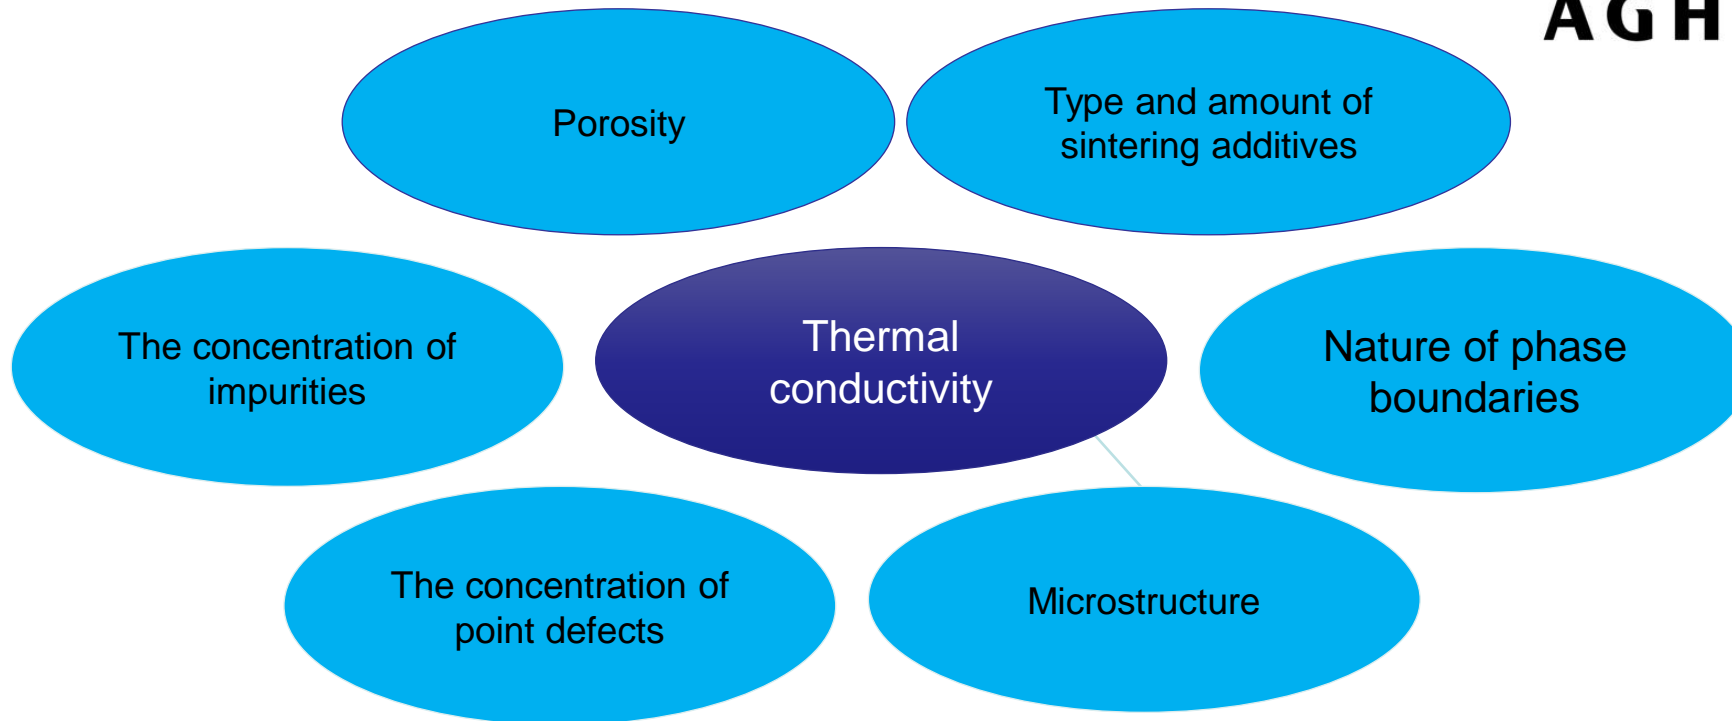 AGH
Porosity
Type and amount of
sintering additives
The concentration of
impurities
Thermal
conductivity
Nature of phase
boundaries
The concentration of
point defects
Microstructure